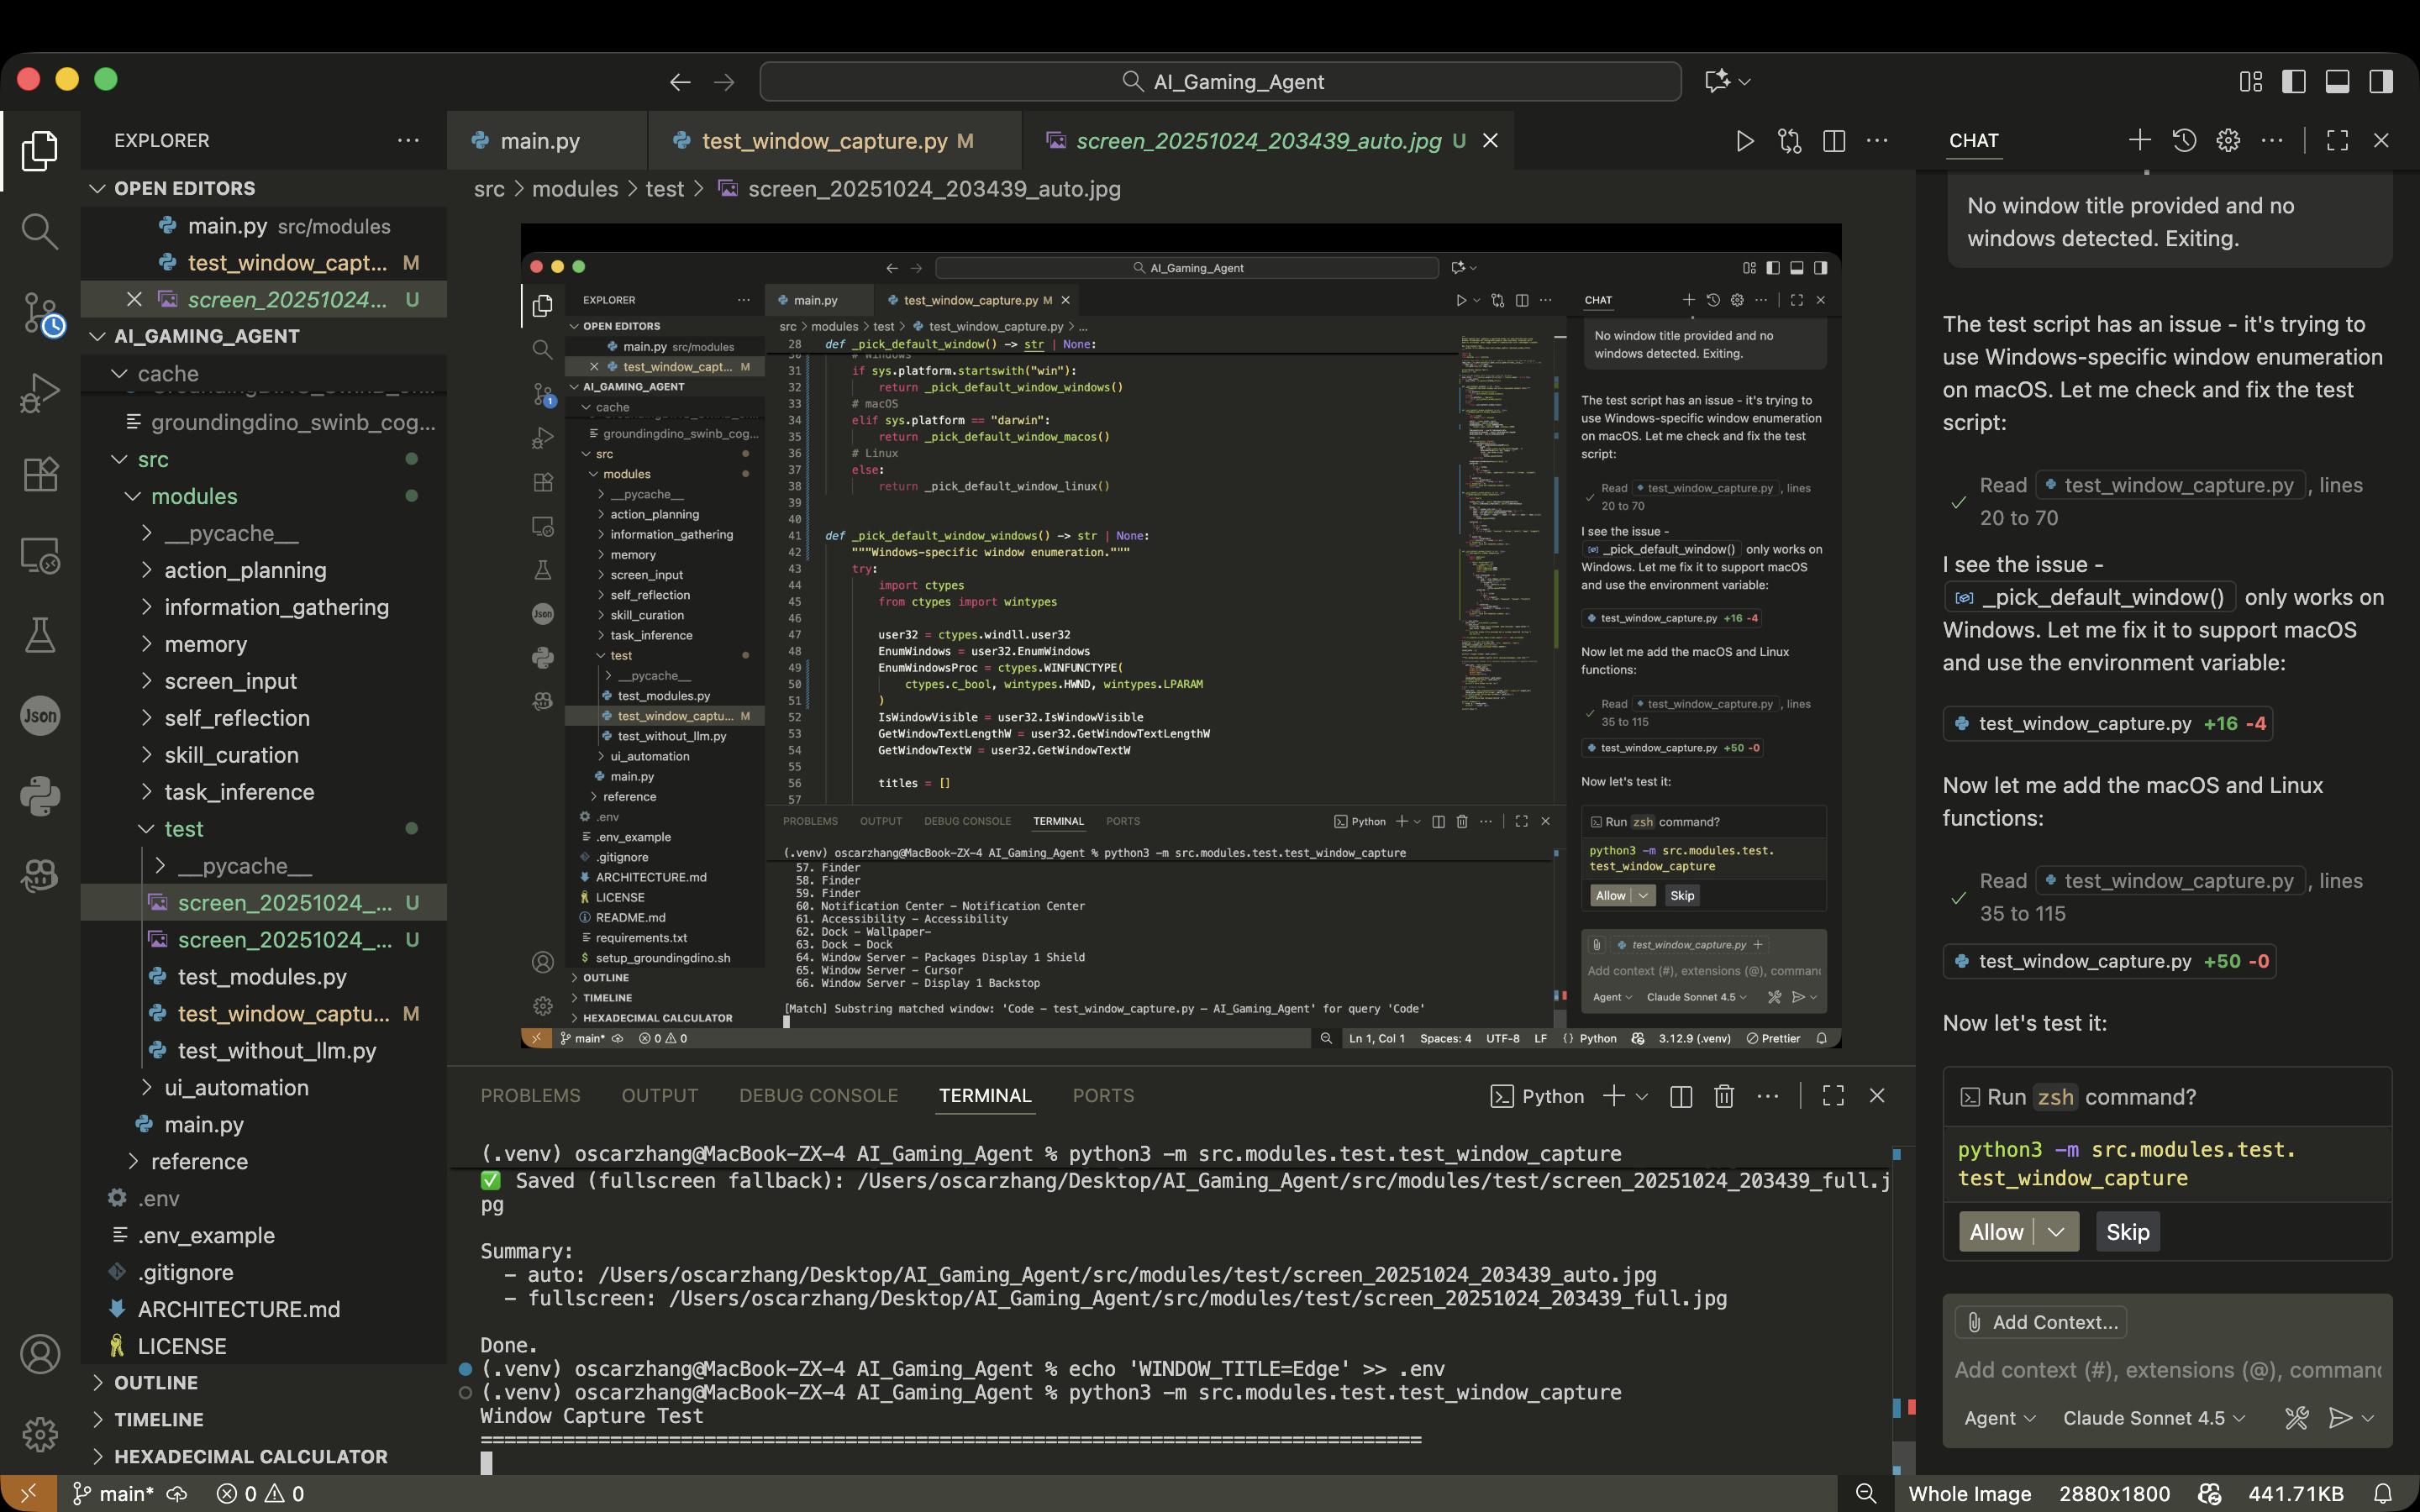 AI_Gaming_Agent
EXPLORER
OPEN EDITORS
main.py src/modules
test_window_capt... M
screen_20251024... U
AI_GAMING_AGENT
cache
groundingdino_swinb_cog...
src
modules
__pycache__
action_planning
information_gathering
memory
screen_input
self_reflection
skill_curation
task_inference
test
__pycache__
screen_20251024_... U
screen_20251024_... U
test_modules.py
test_window_captu... M
test_without_llm.py
ui_automation
main.py
reference
.env
.env_example
.gitignore
ARCHITECTURE.md
LICENSE
OUTLINE
TIMELINE
HEXADECIMAL CALCULATOR
Json
main.py
test_window_capture.py M
screen_20251024_203439_auto.jpg U
src > modules > test > screen_20251024_203439_auto.jpg
AI_Gaming_Agent
EXPLORER
OPEN EDITORS
main.py src/modules
test_window_capt... M
AI_GAMING_AGENT
cache
groundingdino_swinb_cog...
src
modules
__pycache__
action_planning
information_gathering
memory
screen_input
self_reflection
skill_curation
task_inference
test
__pycache__
test_modules.py
test_window_captu... M
test_without_llm.py
ui_automation
main.py
reference
.env
.env_example
.gitignore
ARCHITECTURE.md
LICENSE
README.md
requirements.txt
$ setup_groundingdino.sh
OUTLINE
TIMELINE
HEXADECIMAL CALCULATOR
1
Json
main.py
test_window_capture.py M
src > modules > test > test_window_capture.py > ...
28 def _pick_default_window() -> str | None:
30 # Windows
31 if sys.platform.startswith("win"):
32 return _pick_default_window_windows()
33 # macOS
34 elif sys.platform == "darwin":
35 return _pick_default_window_macos()
36 # Linux
37 else:
38 return _pick_default_window_linux()
39
40
41 def _pick_default_window_windows() -> str | None:
42 """Windows-specific window enumeration."""
43 try:
44 import ctypes
45 from ctypes import wintypes
46
47 user32 = ctypes.windll.user32
48 EnumWindows = user32.EnumWindows
49 EnumWindowsProc = ctypes.WINFUNCTYPE(
50 ctypes.c_bool, wintypes.HWND, wintypes.LPARAM
51 )
52 IsWindowVisible = user32.IsWindowVisible
53 GetWindowTextLengthW = user32.GetWindowTextLengthW
54 GetWindowTextW = user32.GetWindowTextW
55
56 titles = []
57
PROBLEMS OUTPUT DEBUG CONSOLE TERMINAL PORTS
Python
(.venv) oscarzhang@MacBook-ZX-4 AI_Gaming_Agent % python3 -m src.modules.test.test_window_capture
57. Finder
58. Finder
59. Finder
60. Notification Center - Notification Center
61. Accessibility - Accessibility
62. Dock - Wallpaper-
63. Dock - Dock
64. Window Server - Packages Display 1 Shield
65. Window Server - Cursor
66. Window Server - Display 1 Backstop
[Match] Substring matched window: 'Code - test_window_capture.py — AI_Gaming_Agent' for query 'Code'
CHAT
No window title provided and no
windows detected. Exiting.
The test script has an issue - it's trying to
use Windows-specific window enumeration
on macOS. Let me check and fix the test
script:
Read test_window_capture.py , lines
20 to 70
I see the issue -
_pick_default_window() only works on
Windows. Let me fix it to support macOS
and use the environment variable:
test_window_capture.py +16 -4
Now let me add the macOS and Linux
functions:
Read test_window_capture.py , lines
35 to 115
test_window_capture.py +50 -0
Now let's test it:
Run zsh command?
python3 -m src.modules.test.
test_window_capture
Allow Skip
test_window_capture.py +
Add context (#), extensions (@), comman
Agent Claude Sonnet 4.5
main* 0 0
Ln 1, Col 1 Spaces: 4 UTF-8 LF {} Python 3.12.9 (.venv) Prettier
PROBLEMS OUTPUT DEBUG CONSOLE TERMINAL PORTS
Python
(.venv) oscarzhang@MacBook-ZX-4 AI_Gaming_Agent % python3 -m src.modules.test.test_window_capture
✅ Saved (fullscreen fallback): /Users/oscarzhang/Desktop/AI_Gaming_Agent/src/modules/test/screen_20251024_203439_full.j
pg
Summary:
- auto: /Users/oscarzhang/Desktop/AI_Gaming_Agent/src/modules/test/screen_20251024_203439_auto.jpg
- fullscreen: /Users/oscarzhang/Desktop/AI_Gaming_Agent/src/modules/test/screen_20251024_203439_full.jpg
Done.
(.venv) oscarzhang@MacBook-ZX-4 AI_Gaming_Agent % echo 'WINDOW_TITLE=Edge' >> .env
(.venv) oscarzhang@MacBook-ZX-4 AI_Gaming_Agent % python3 -m src.modules.test.test_window_capture
Window Capture Test
================================================================================
CHAT
No window title provided and no
windows detected. Exiting.
The test script has an issue - it's trying to
use Windows-specific window enumeration
on macOS. Let me check and fix the test
script:
Read test_window_capture.py , lines
20 to 70
I see the issue -
_pick_default_window() only works on
Windows. Let me fix it to support macOS
and use the environment variable:
test_window_capture.py +16 -4
Now let me add the macOS and Linux
functions:
Read test_window_capture.py , lines
35 to 115
test_window_capture.py +50 -0
Now let's test it:
Run zsh command?
python3 -m src.modules.test.
test_window_capture
Allow Skip
Add Context...
Add context (#), extensions (@), comman
Agent Claude Sonnet 4.5
main* 0 0
Whole Image 2880x1800 441.71KB